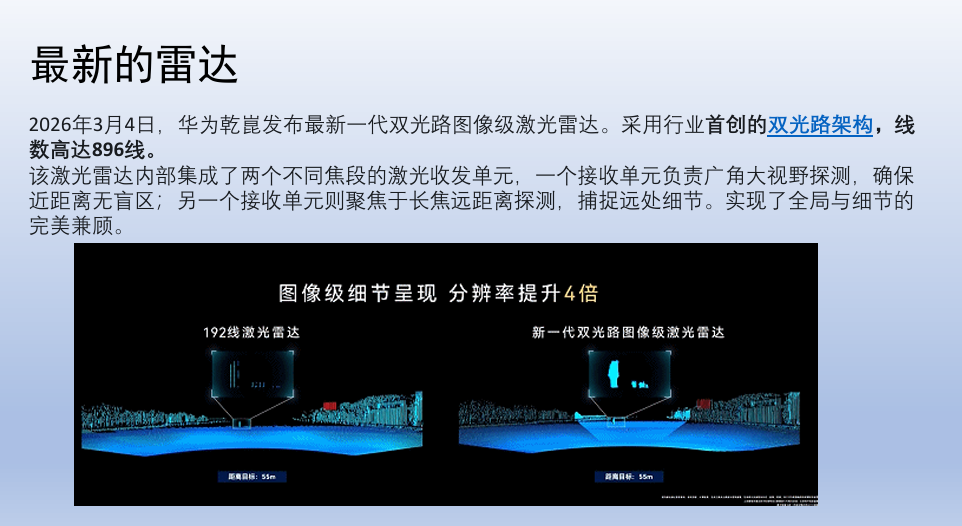 最新的雷达
2026年3月4日，华为乾崑发布最新一代双光路图像级激光雷达。采用行业首创的双光路架构，线
数高达896线。
该激光雷达内部集成了两个不同焦段的激光收发单元，一个接收单元负责广角大视野探测，确保
近距离无盲区；另一个接收单元则聚焦于长焦远距离探测，捕捉远处细节。实现了全局与细节的
完美兼顾。
图像级细节呈现 分辨率提升4倍
192线激光雷达
新一代双光路图像级激光雷达
距离目标：55m
距离目标：55m